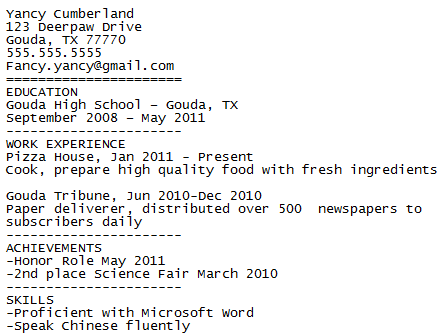 Yancy Cumberland
123 Deerpaw Drive
Gouda, TX 77770
555.555.5555
Fancy.yancy@gmail.com
======================
EDUCATION
Gouda High School – Gouda, TX
September 2008 – May 2011
----------------------
WORK EXPERIENCE
Pizza House, Jan 2011 - Present
Cook, prepare high quality food with fresh ingredients
Gouda Tribune, Jun 2010-Dec 2010
Paper deliverer, distributed over 500  newspapers to
subscribers daily
----------------------
ACHIEVEMENTS
-Honor Role May 2011
-2nd place Science Fair March 2010
----------------------
SKILLS
-Proficient with Microsoft Word
-Speak Chinese fluently